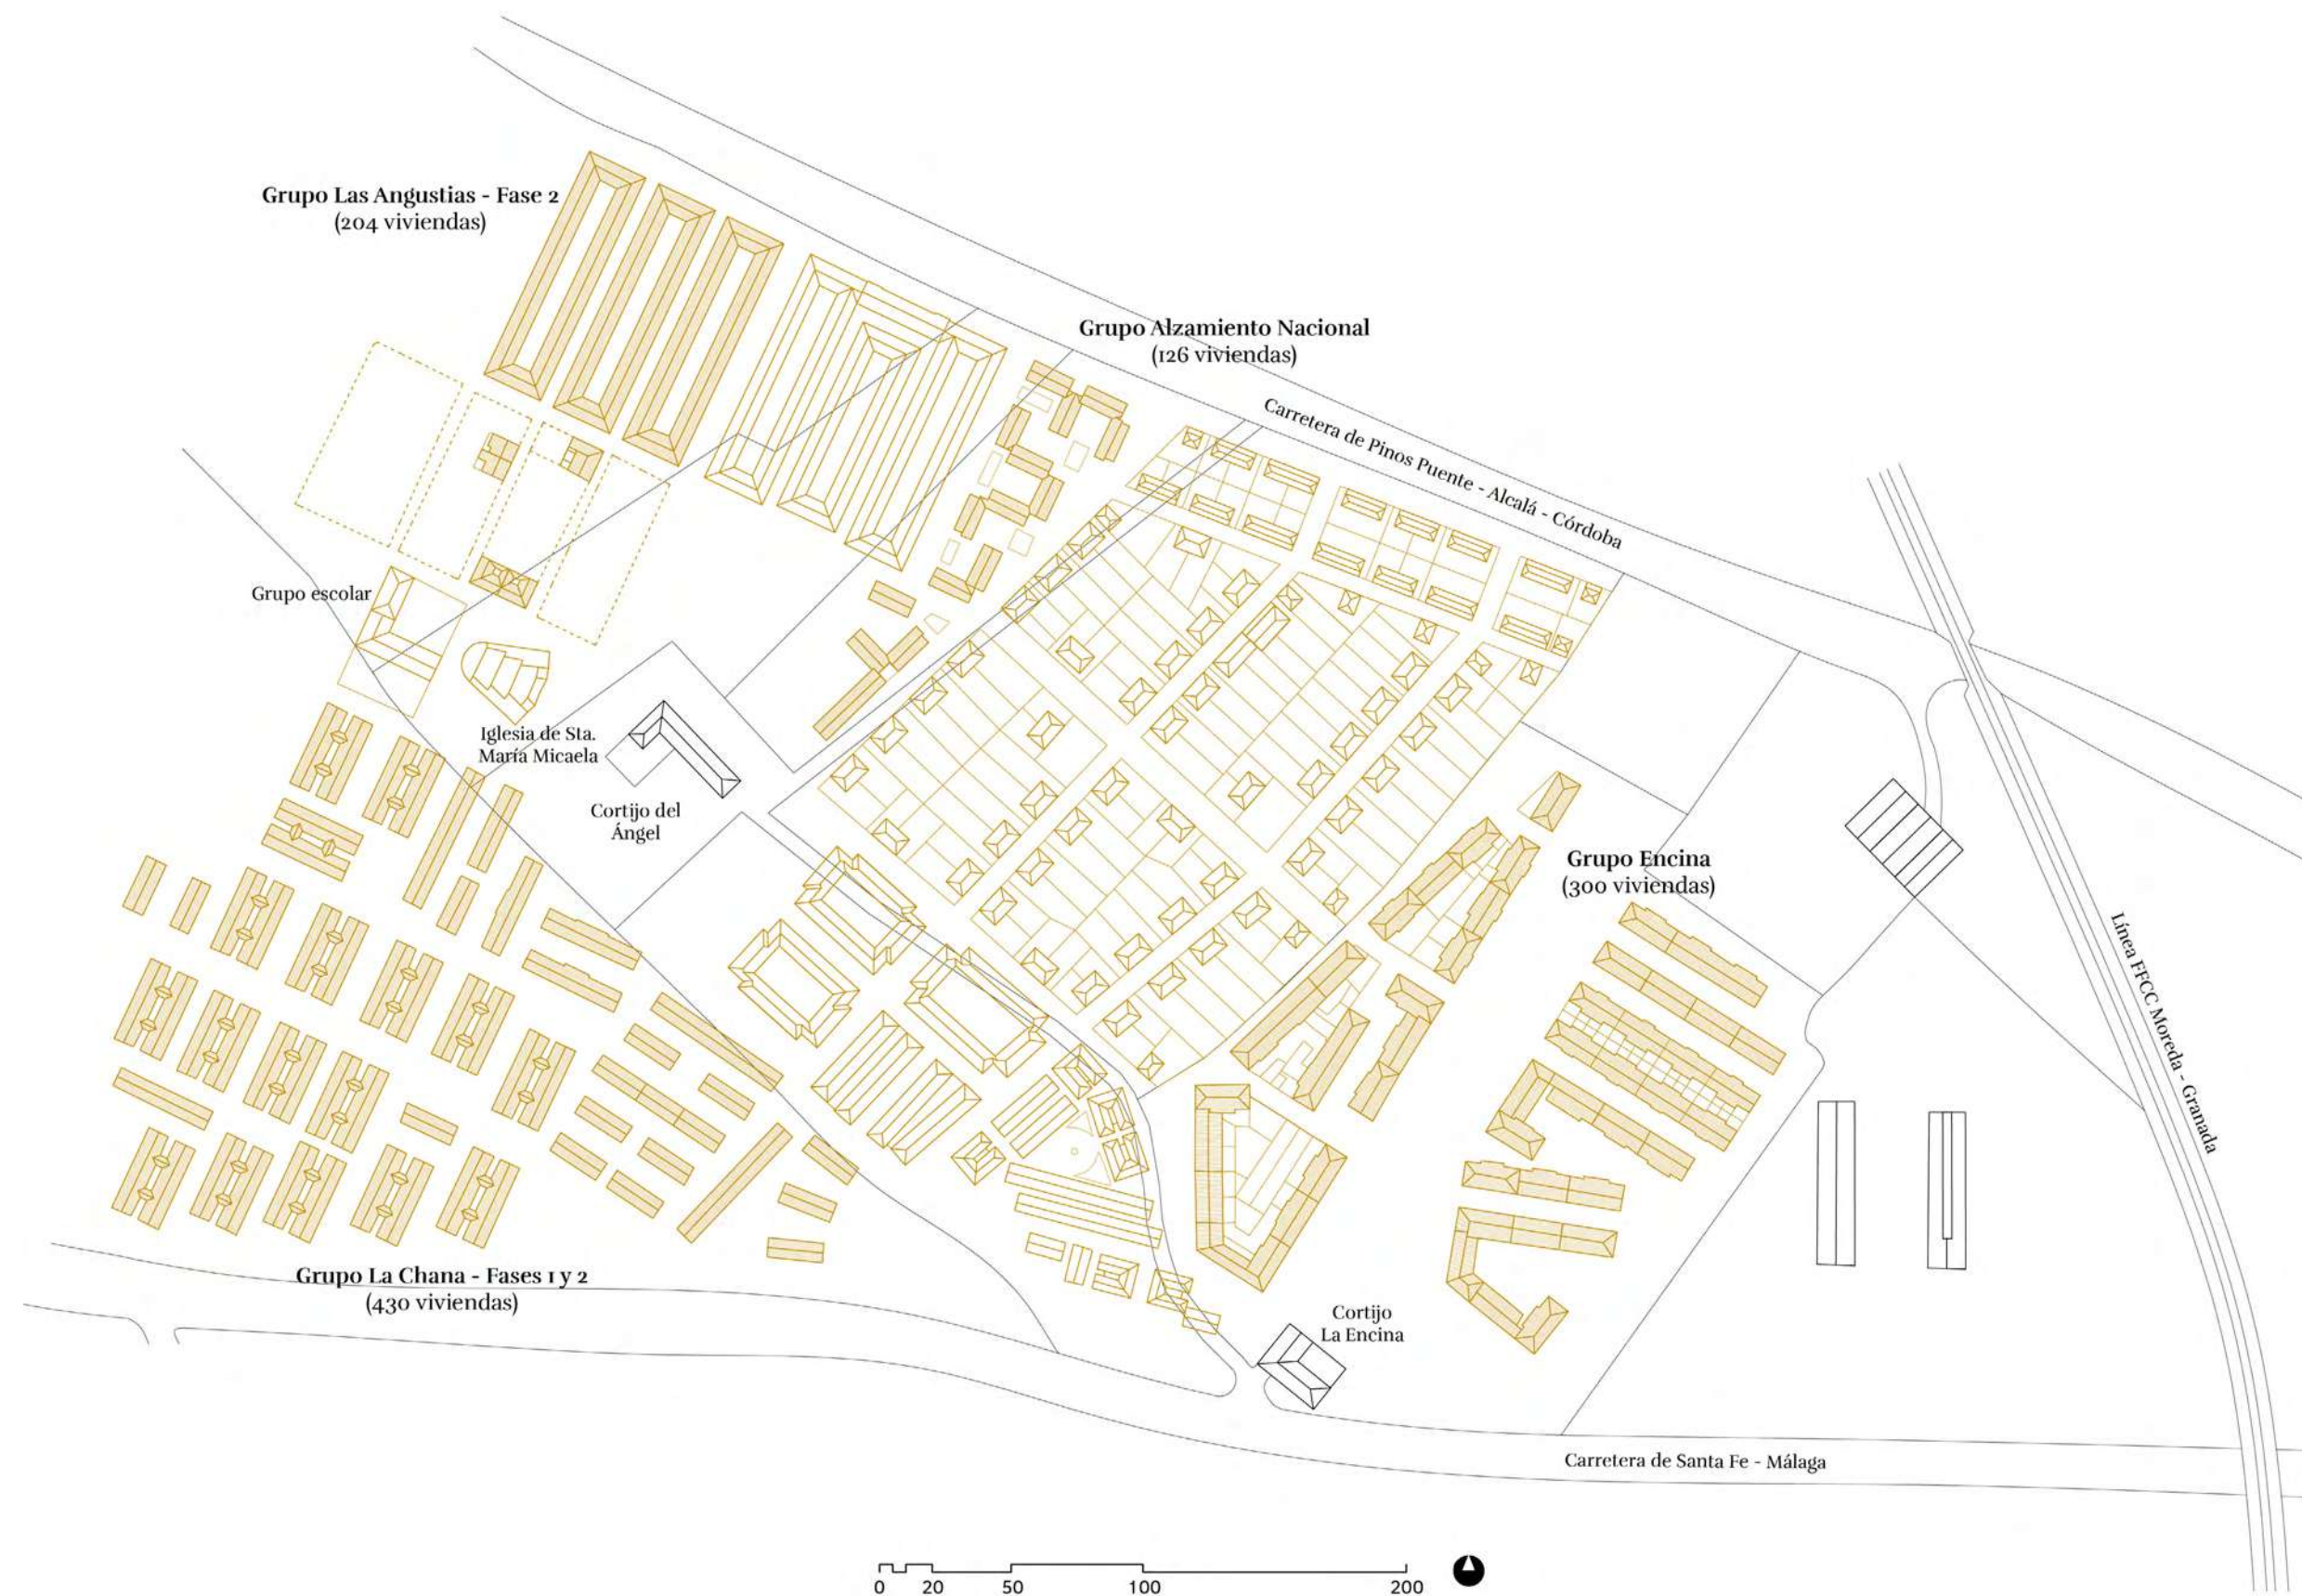 Grupo Las Angustias - Fase 2
(204 viviendas)
Grupo Alzamiento Nacional
(126 viviendas)
Carretera de Pinos Puente - Alcalá - Córdoba
Grupo escolar
Iglesia de Sta.
María Micaela
Cortijo del
Ángel
Grupo Encina
(300 viviendas)
Línea FFCC Moreda - Granada
Grupo La Chana - Fases 1 y 2
(430 viviendas)
Cortijo
La Encina
Carretera de Santa Fe - Málaga
0 20 50 100 200